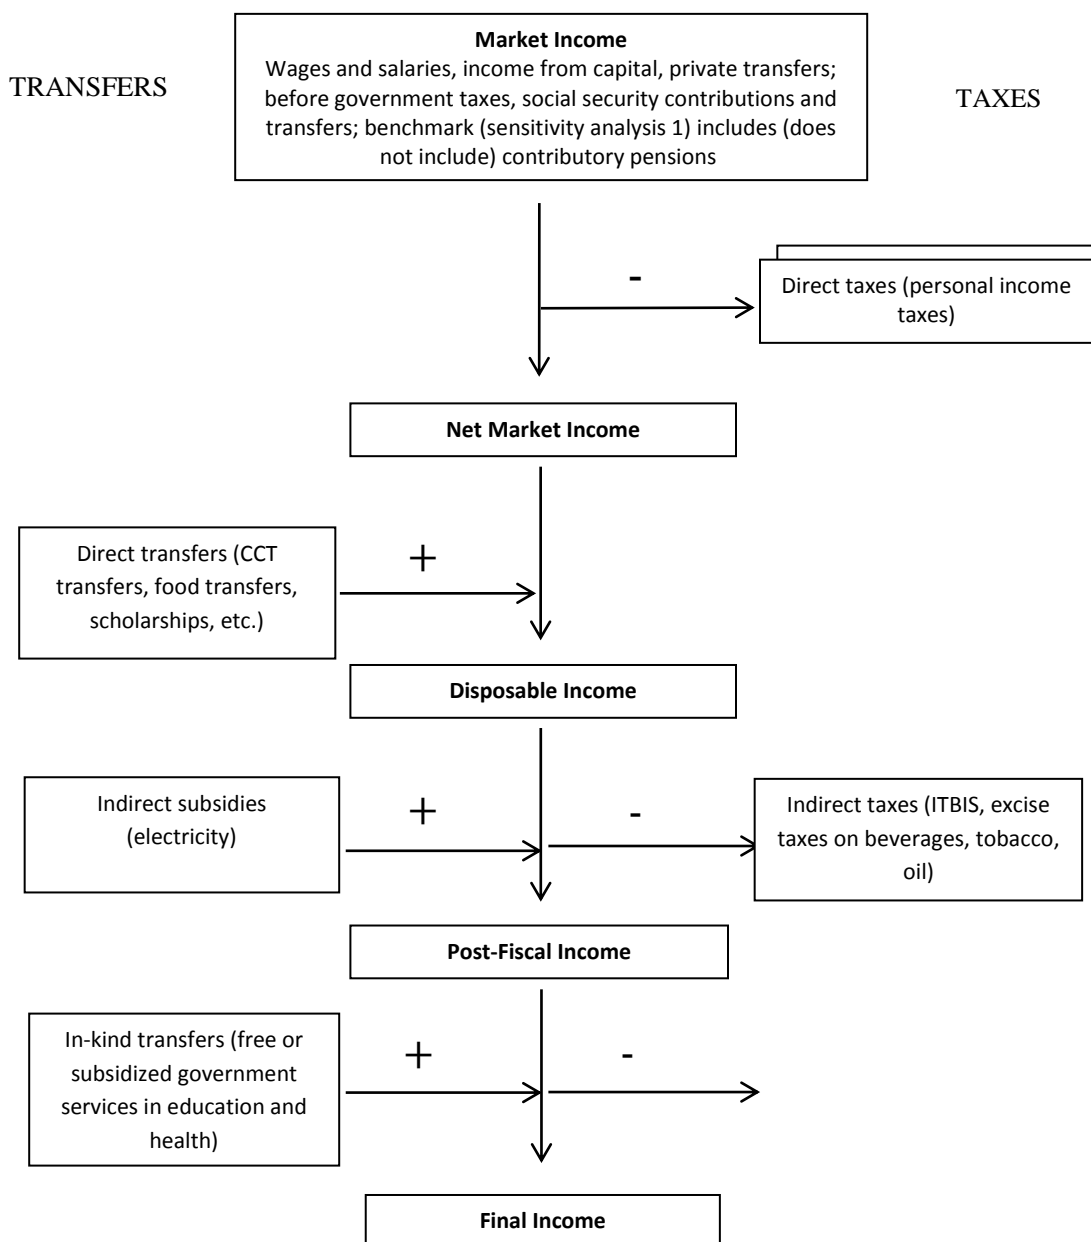 Market Income
Wages and salaries, income from capital, private transfers;
before government taxes, social security contributions and
transfers; benchmark (sensitivity analysis 1) includes (does
not include) contributory pensions
TRANSFERS
TAXES
-
Direct taxes (personal income
taxes)
Net Market Income
Direct transfers (CCT
transfers, food transfers,
scholarships, etc.)
+
Disposable Income
Indirect subsidies
(electricity)
+
-
Indirect taxes (ITBIS, excise
taxes on beverages, tobacco,
oil)
Post-Fiscal Income
In-kind transfers (free or
subsidized government
services in education and
health)
+
-
Final Income